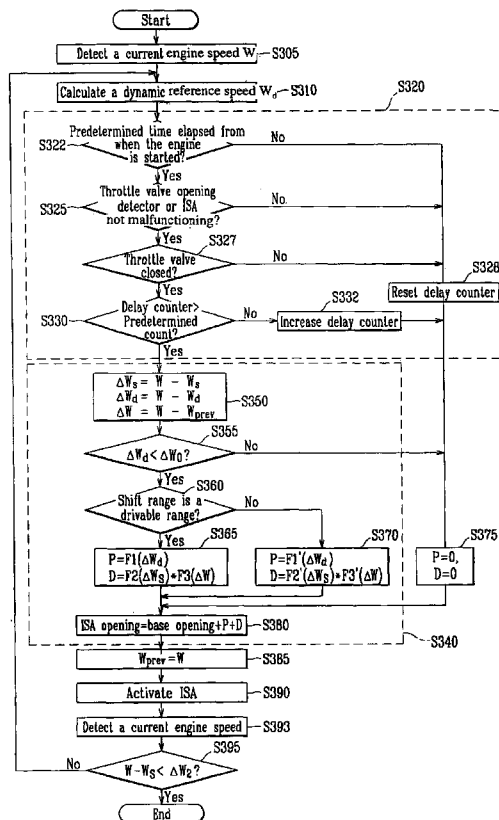 Start
Detect a current engine speed W
S305
Calculate a dynamic reference speed Wd
S310
S320
Predetermined time elapsed from
when the engine
is started?
S322
No
Yes
Throttle valve opening
detector or ISA
not malfunctioning?
S325
No
Yes
S327
Throttle valve
closed?
No
S328
Reset delay counter
Yes
Delay counter>
Predetermined
count?
S330
No
S332
Increase delay counter
Yes
ΔWs = W - Ws
ΔWd = W - Wd
ΔW = W - Wprev
S350
S355
ΔWd < ΔW0?
No
Yes
S360
Shift range is a
drivable range?
No
Yes
S365
P=F1(ΔWd)
D=F2(ΔWs)*F3(ΔW)
S370
P=F1'(ΔWd)
D=F2'(ΔWs)*F3'(ΔW)
S375
P=0,
D=0
ISA opening=base opening+P+D
S380
S340
Wprev=W
S385
Activate ISA
S390
Detect a current engine speed
S393
S395
W-Ws< ΔW2?
No
Yes
End